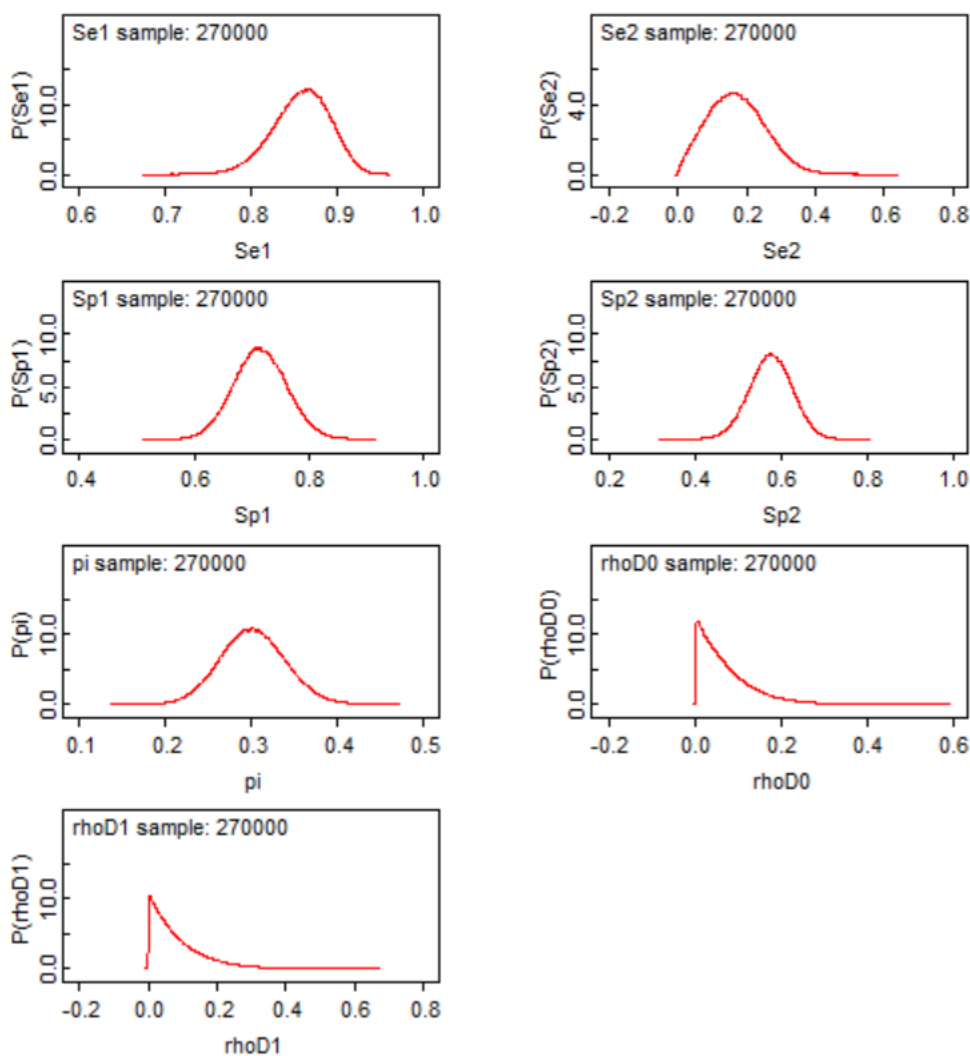 Se1 sample: 270000
P(Se1)
0.0 10.0
0.6 0.7 0.8 0.9 1.0
Se1
Se2 sample: 270000
P(Se2)
0.0 4.0
-0.2 0.0 0.2 0.4 0.6 0.8
Se2
Sp1 sample: 270000
P(Sp1)
0.0 5.0 10.0
0.4 0.6 0.8 1.0
Sp1
Sp2 sample: 270000
P(Sp2)
0.0 5.0 10.0
0.2 0.4 0.6 0.8 1.0
Sp2
pi sample: 270000
P(pi)
0.0 10.0
0.1 0.2 0.3 0.4 0.5
pi
rhoD0 sample: 270000
P(rhoD0)
0.0 10.0
-0.2 0.0 0.2 0.4 0.6
rhoD0
rhoD1 sample: 270000
P(rhoD1)
0.0 10.0
-0.2 0.0 0.2 0.4 0.6 0.8
rhoD1